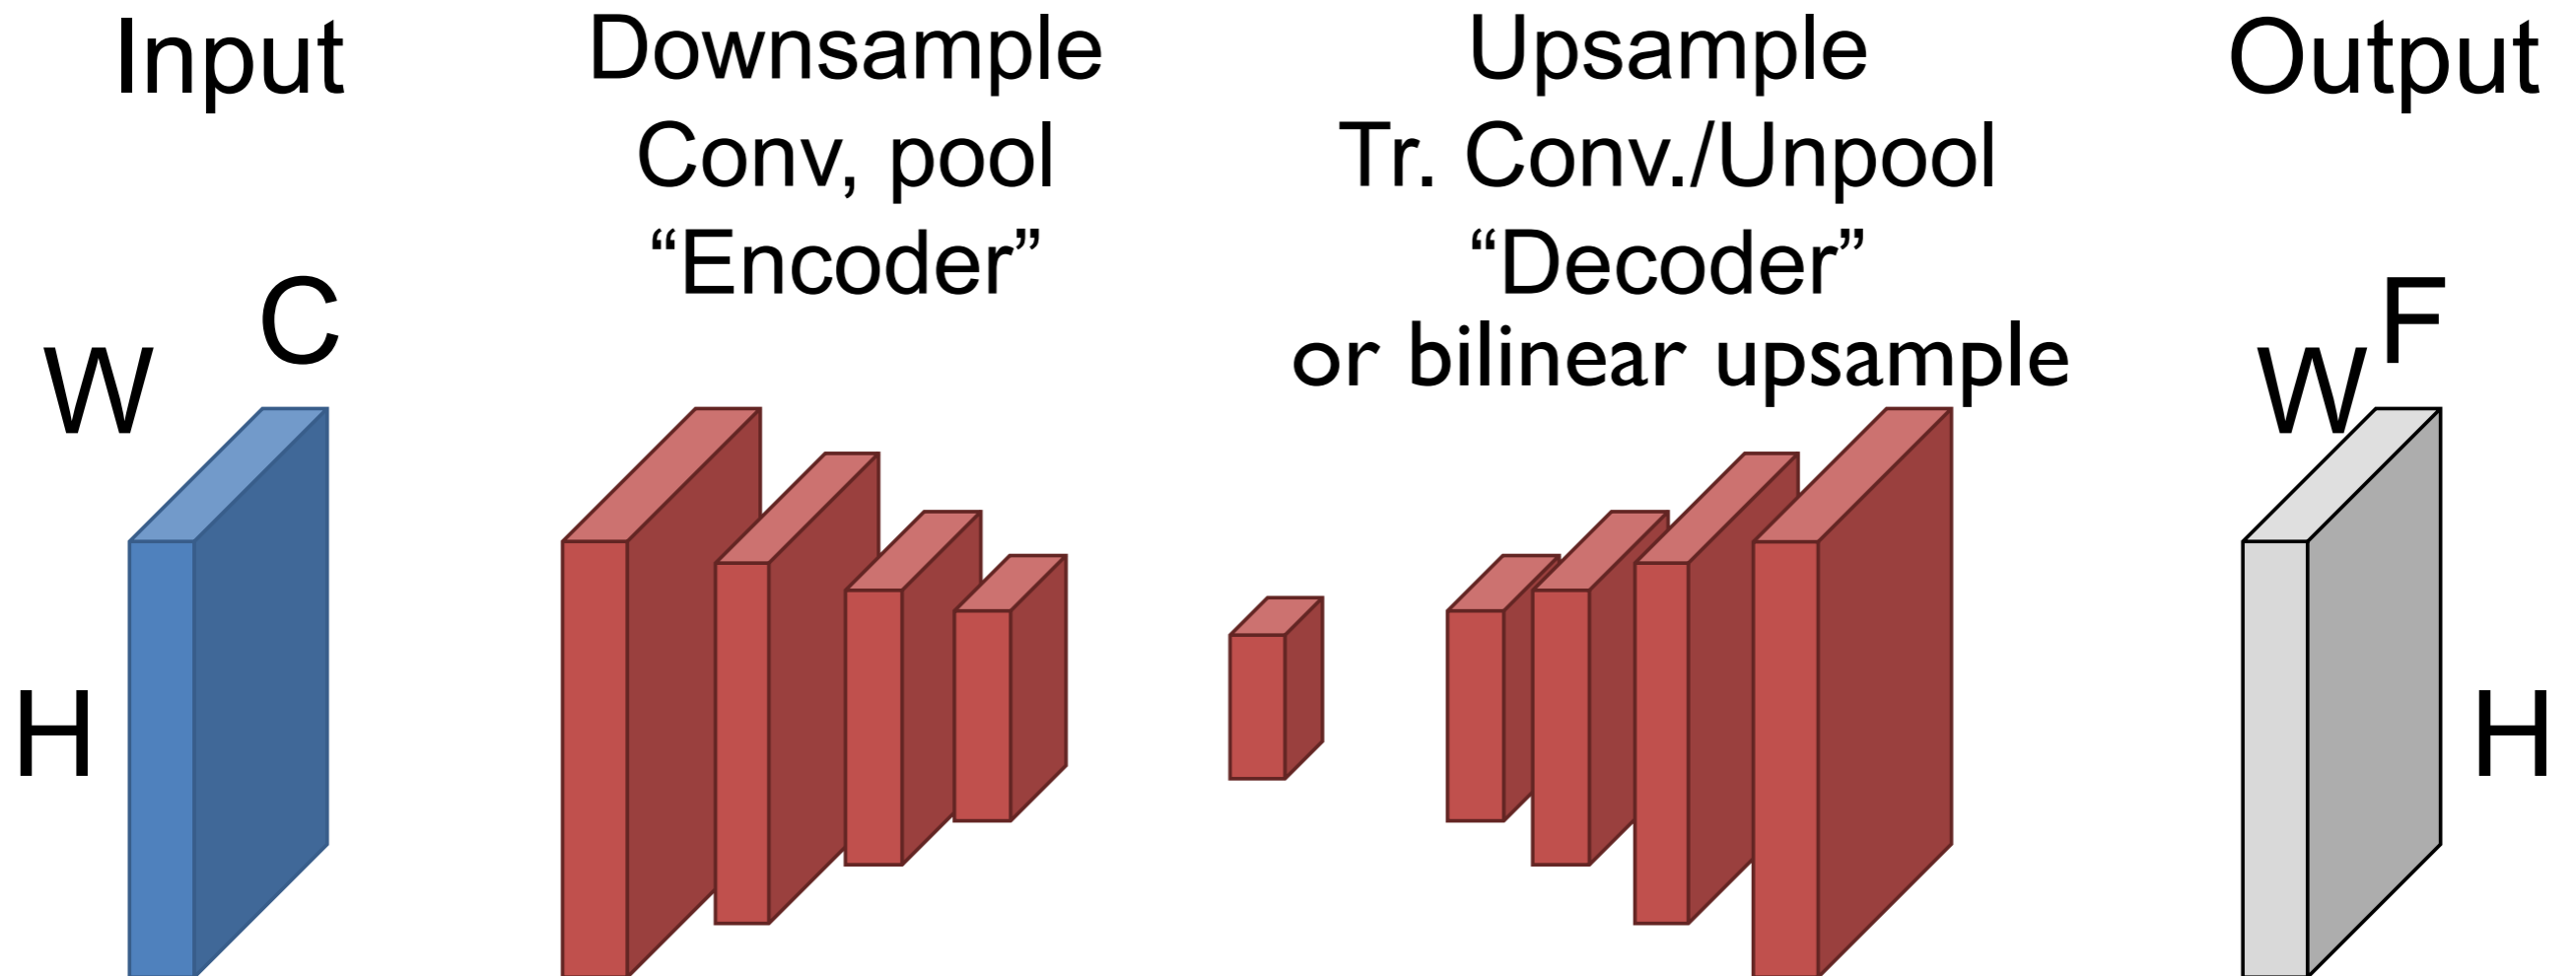 Input
Downsample
Conv, pool
“Encoder”
Upsample
Tr. Conv./Unpool
“Decoder”
or bilinear upsample
Output
C
W
H
F
W
H